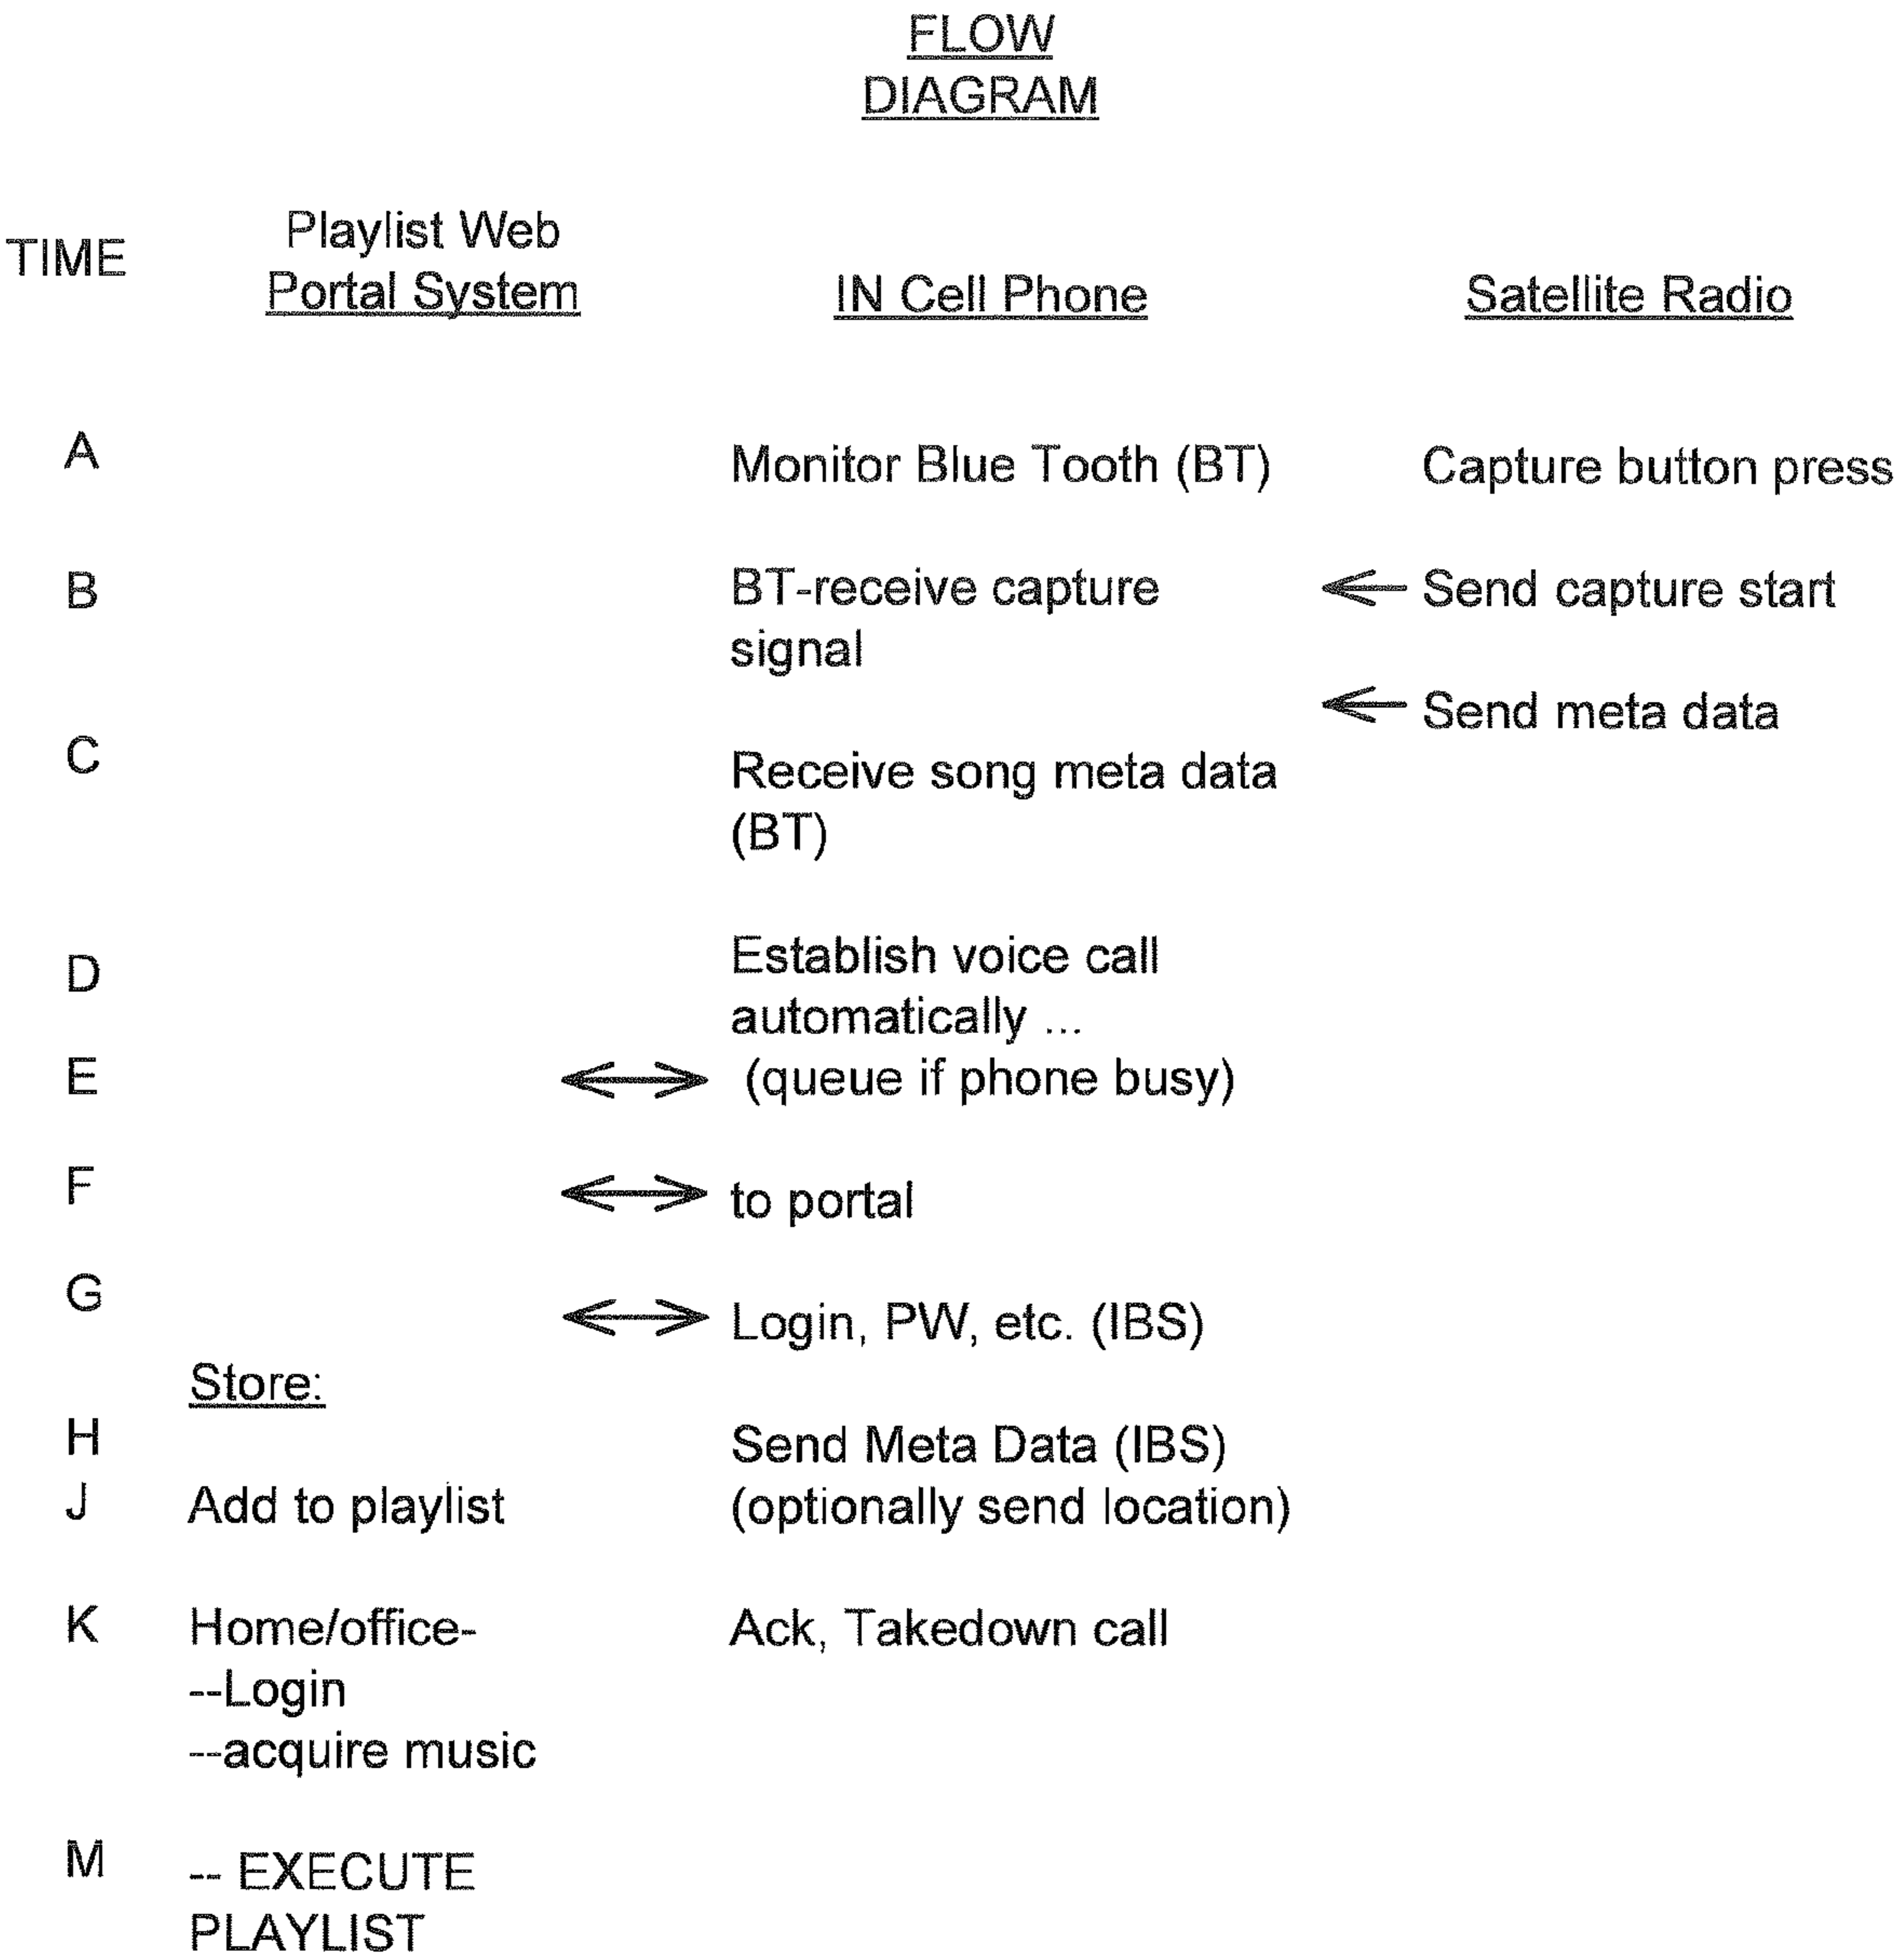 FLOW
DIAGRAM
TIME
Playlist Web
Portal System
IN Cell Phone
Satellite Radio
A
Monitor Blue Tooth (BT)
Capture button press
B
BT-receive capture
signal
Send capture start
Send meta data
C
Receive song meta data
(BT)
D
Establish voice call
automatically ...
E
(queue if phone busy)
F
to portal
G
Login, PW, etc. (IBS)
Store:
H
Send Meta Data (IBS)
J
Add to playlist
(optionally send location)
K
Home/office-
--Login
--acquire music
Ack, Takedown call
M
-- EXECUTE
PLAYLIST